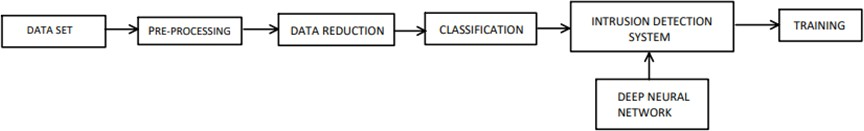 DATA SET
PRE-PROCESSING
DATA REDUCTION
CLASSIFICATION
INTRUSION DETECTION
SYSTEM
TRAINING
DEEP NEURAL
NETWORK